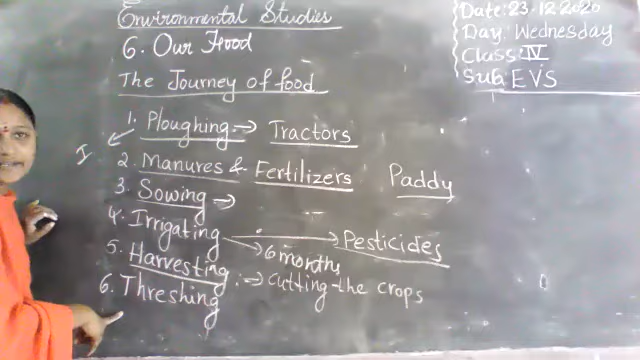 Environmental Studies
6. Our Food
The Journey of food
Date: 23.12.2020
Day: Wednesday
Class: IV
Sub: EVS
1. Ploughing → Tractors
I
2. Manures & Fertilizers Paddy
3. Sowing →
4. Irrigating → Pesticides
→ 6 months
5. Harvesting : → Cutting the crops
6. Threshing